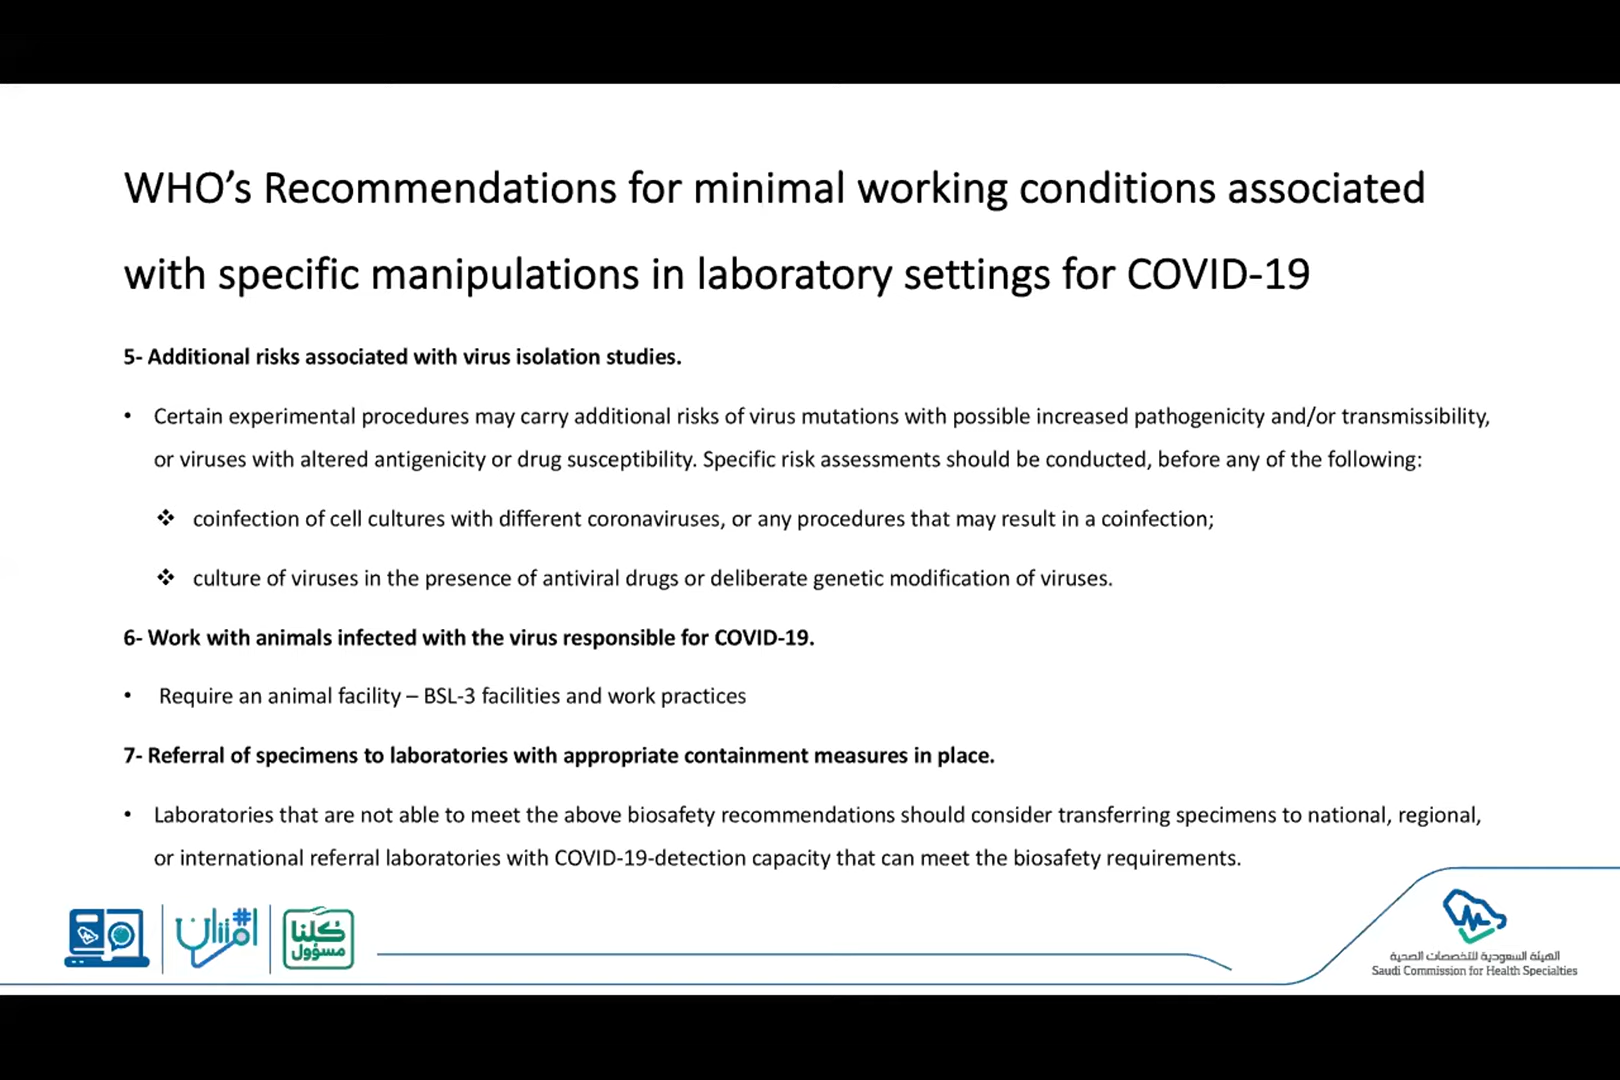 WHO’s Recommendations for minimal working conditions associated
with specific manipulations in laboratory settings for COVID-19
5- Additional risks associated with virus isolation studies.
• Certain experimental procedures may carry additional risks of virus mutations with possible increased pathogenicity and/or transmissibility,
or viruses with altered antigenicity or drug susceptibility. Specific risk assessments should be conducted, before any of the following:
❖ coinfection of cell cultures with different coronaviruses, or any procedures that may result in a coinfection;
❖ culture of viruses in the presence of antiviral drugs or deliberate genetic modification of viruses.
6- Work with animals infected with the virus responsible for COVID-19.
• Require an animal facility – BSL-3 facilities and work practices
7- Referral of specimens to laboratories with appropriate containment measures in place.
• Laboratories that are not able to meet the above biosafety recommendations should consider transferring specimens to national, regional,
or international referral laboratories with COVID-19-detection capacity that can meet the biosafety requirements.
كلنا
مسؤول
الهيئة السعودية للتخصصات الصحية
Saudi Commission for Health Specialties